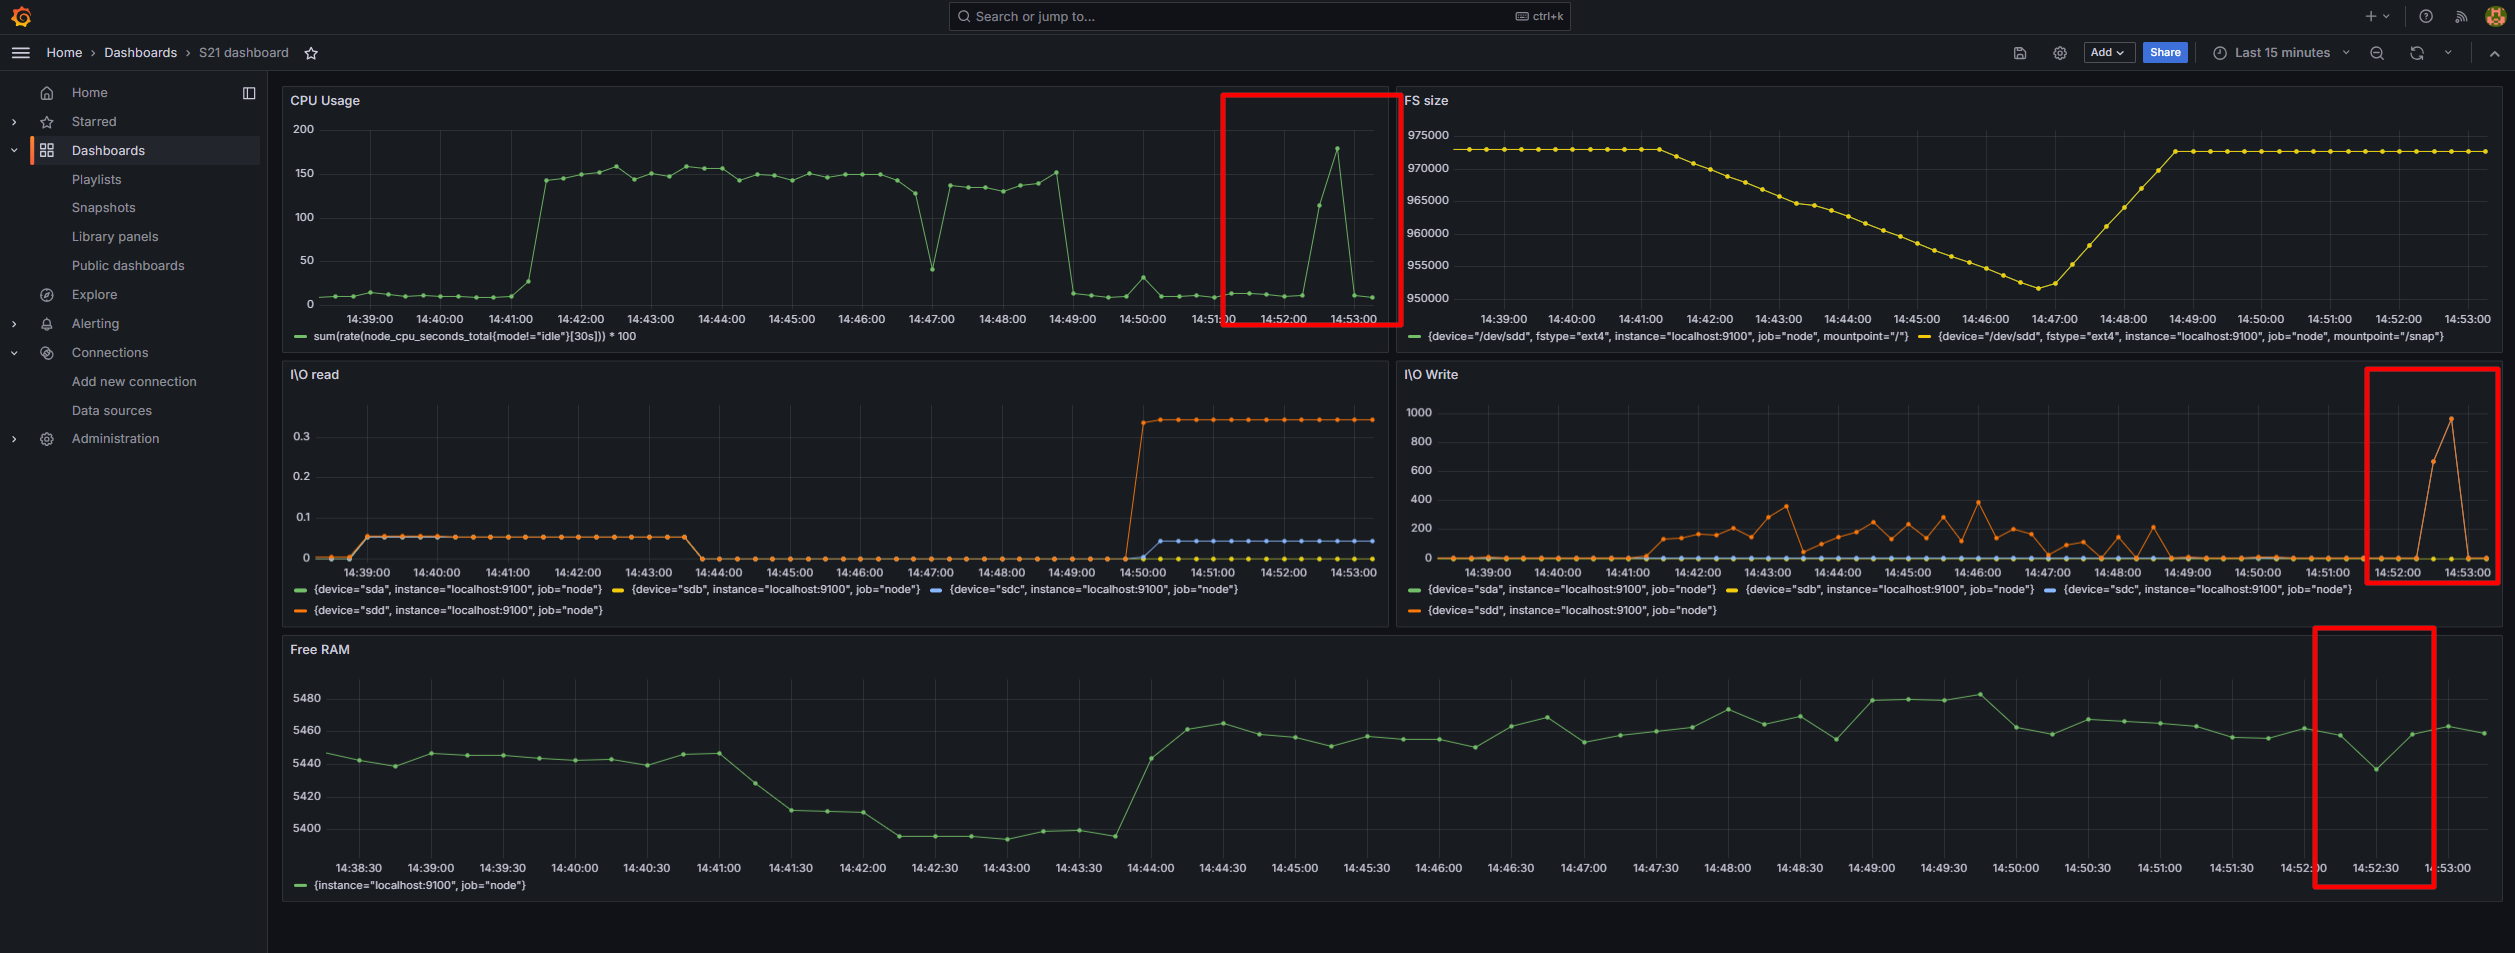 Search or jump to...
ctrl+k
Home › Dashboards › S21 dashboard
Add
Share
Last 15 minutes
Home
Starred
Dashboards
Playlists
Snapshots
Library panels
Public dashboards
Explore
Alerting
Connections
Add new connection
Data sources
Administration
CPU Usage
200
150
100
50
0
14:39:00 14:40:00 14:41:00 14:42:00 14:43:00 14:44:00 14:45:00 14:46:00 14:47:00 14:48:00 14:49:00 14:50:00 14:51:00 14:52:00 14:53:00
sum(rate(node_cpu_seconds_total{mode!="idle"}[30s])) * 100
FS size
975000
970000
965000
960000
955000
950000
14:39:00 14:40:00 14:41:00 14:42:00 14:43:00 14:44:00 14:45:00 14:46:00 14:47:00 14:48:00 14:49:00 14:50:00 14:51:00 14:52:00 14:53:00
{device="/dev/sdd", fstype="ext4", instance="localhost:9100", job="node", mountpoint="/"} {device="/dev/sdd", fstype="ext4", instance="localhost:9100", job="node", mountpoint="/snap"}
I\O read
0.3
0.2
0.1
0
14:39:00 14:40:00 14:41:00 14:42:00 14:43:00 14:44:00 14:45:00 14:46:00 14:47:00 14:48:00 14:49:00 14:50:00 14:51:00 14:52:00 14:53:00
{device="sda", instance="localhost:9100", job="node"} {device="sdb", instance="localhost:9100", job="node"} {device="sdc", instance="localhost:9100", job="node"}
{device="sdd", instance="localhost:9100", job="node"}
I\O Write
1000
800
600
400
200
0
14:39:00 14:40:00 14:41:00 14:42:00 14:43:00 14:44:00 14:45:00 14:46:00 14:47:00 14:48:00 14:49:00 14:50:00 14:51:00 14:52:00 14:53:00
{device="sda", instance="localhost:9100", job="node"} {device="sdb", instance="localhost:9100", job="node"} {device="sdc", instance="localhost:9100", job="node"}
{device="sdd", instance="localhost:9100", job="node"}
Free RAM
5480
5460
5440
5420
5400
14:38:30 14:39:00 14:39:30 14:40:00 14:40:30 14:41:00 14:41:30 14:42:00 14:42:30 14:43:00 14:43:30 14:44:00 14:44:30 14:45:00 14:45:30 14:46:00 14:46:30 14:47:00 14:47:30 14:48:00 14:48:30 14:49:00 14:49:30 14:50:00 14:50:30 14:51:00 14:51:30 14:52:00 14:52:30 14:53:00
{instance="localhost:9100", job="node"}